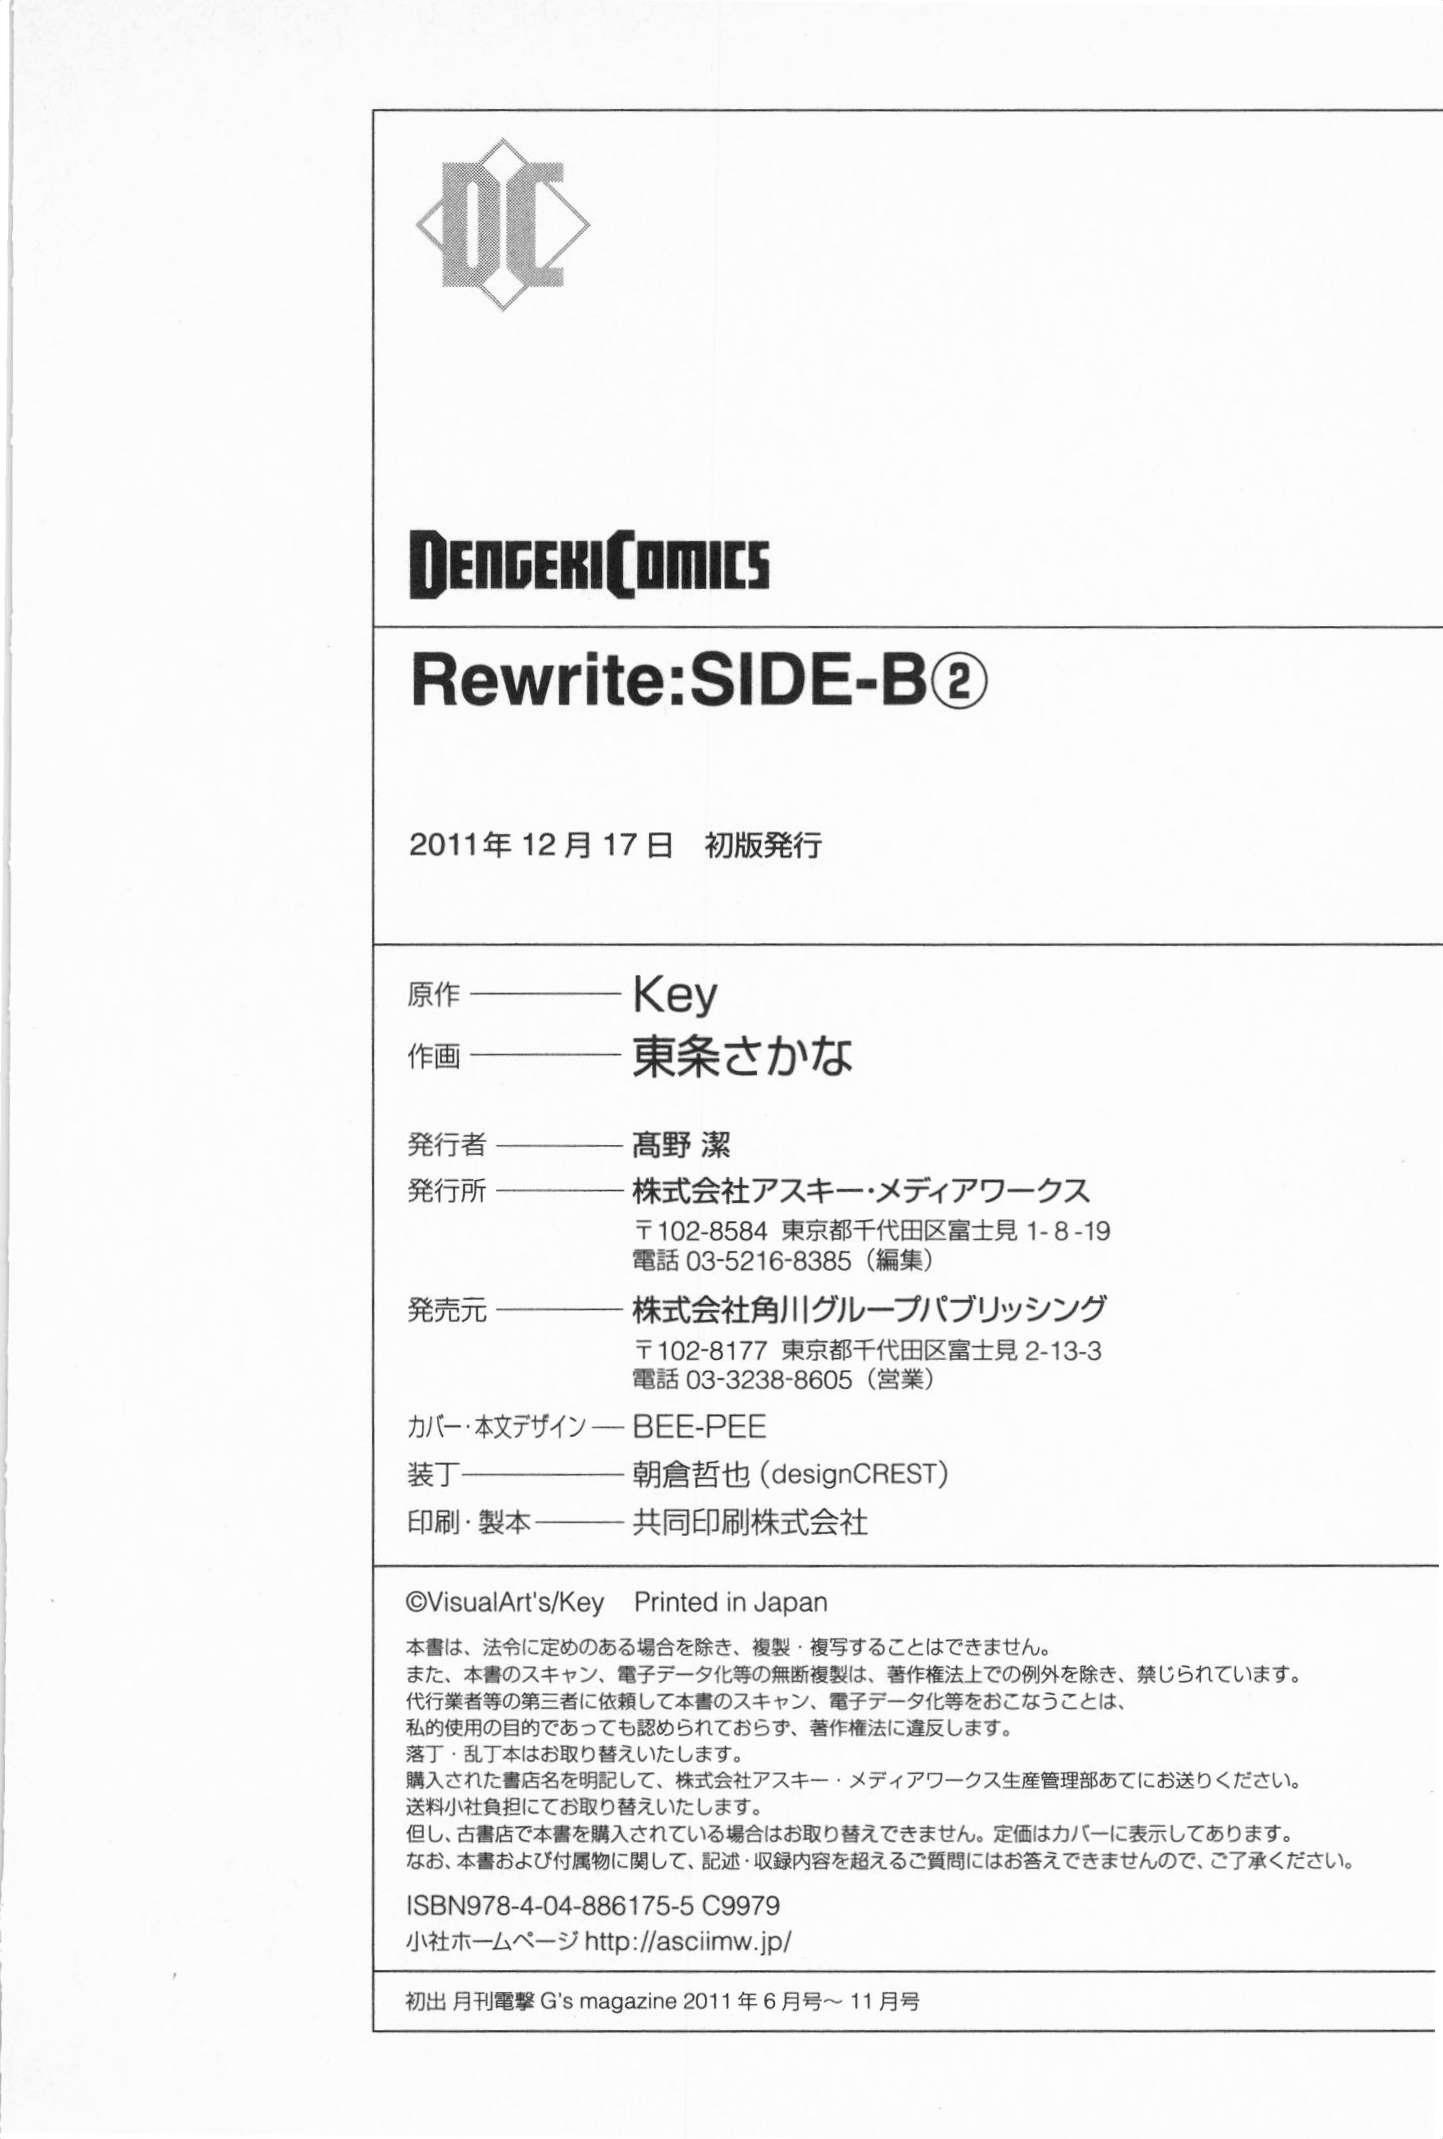 DC
DENGEKI COMICS
Rewrite:SIDE-B②
2011年12月17日　初版発行
原作 Key
作画 東条さかな
発行者 髙野 潔
発行所 株式会社アスキー・メディアワークス
〒102-8584 東京都千代田区富士見 1-8-19
電話 03-5216-8385（編集）
発売元 株式会社角川グループパブリッシング
〒102-8177 東京都千代田区富士見 2-13-3
電話 03-3238-8605（営業）
カバー・本文デザイン BEE-PEE
装丁 朝倉哲也（designCREST）
印刷・製本 共同印刷株式会社
©VisualArt's/Key　Printed in Japan
本書は、法令に定めのある場合を除き、複製・複写することはできません。
また、本書のスキャン、電子データ化等の無断複製は、著作権法上での例外を除き、禁じられています。
代行業者等の第三者に依頼して本書のスキャン、電子データ化等をおこなうことは、
私的使用の目的であっても認められておらず、著作権法に違反します。
落丁・乱丁本はお取り替えいたします。
購入された書店名を明記して、株式会社アスキー・メディアワークス生産管理部あてにお送りください。
送料小社負担にてお取り替えいたします。
但し、古書店で本書を購入されている場合はお取り替えできません。定価はカバーに表示してあります。
なお、本書および付属物に関して、記述・収録内容を超えるご質問にはお答えできませんので、ご了承ください。
ISBN978-4-04-886175-5 C9979
小社ホームページ http://asciimw.jp/
初出 月刊電撃 G's magazine 2011年6月号～11月号